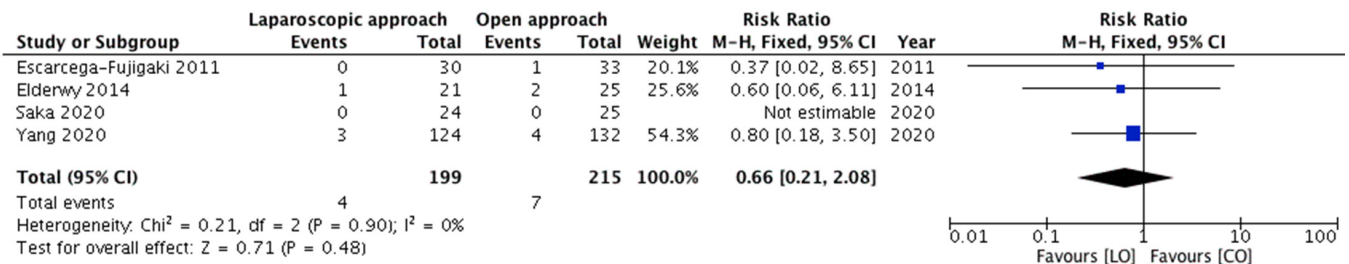 Laparoscopic approach Open approach Risk Ratio Risk Ratio
Study or Subgroup Events Total Events Total Weight M-H, Fixed, 95% CI Year M-H, Fixed, 95% CI
Escarcega-Fujigaki 2011 0 30 1 33 20.1% 0.37 [0.02, 8.65] 2011
Elderwy 2014 1 21 2 25 25.6% 0.60 [0.06, 6.11] 2014
Saka 2020 0 24 0 25 Not estimable 2020
Yang 2020 3 124 4 132 54.3% 0.80 [0.18, 3.50] 2020
Total (95% CI) 199 215 100.0% 0.66 [0.21, 2.08]
Total events 4 7
Heterogeneity: Chi² = 0.21, df = 2 (P = 0.90); I² = 0%
Test for overall effect: Z = 0.71 (P = 0.48)
0.01 0.1 1 10 100
Favours [LO] Favours [CO]